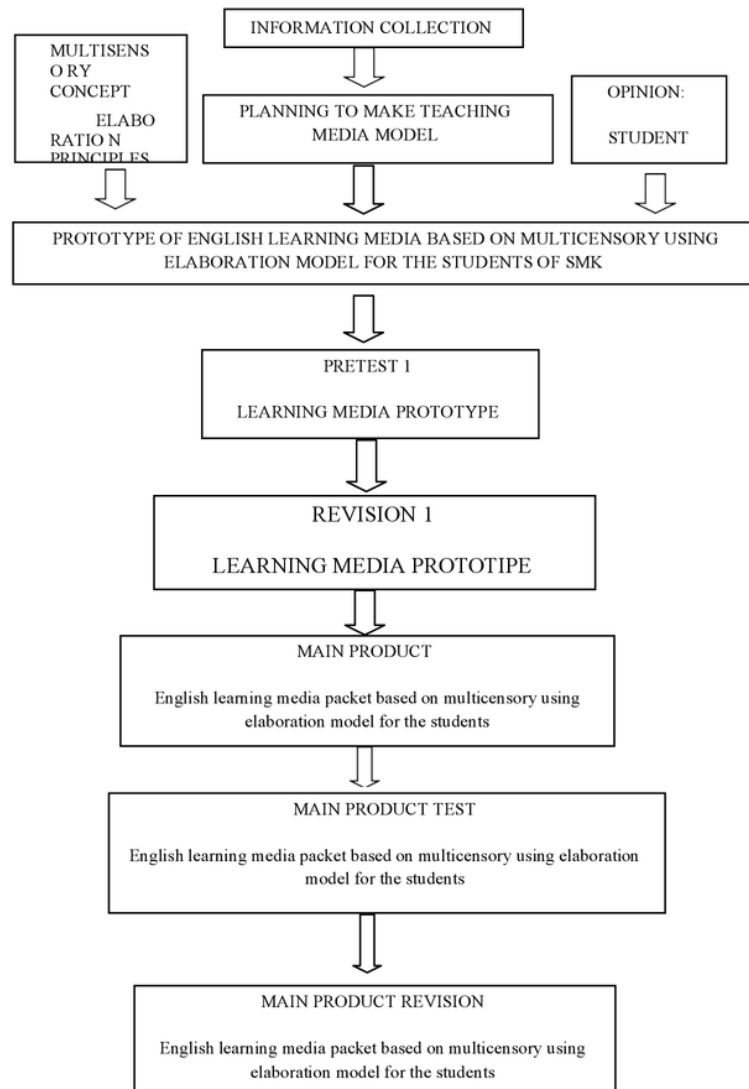 INFORMATION COLLECTION
MULTISENS
O RY
CONCEPT
ELABO
RATIO N
PRINCIPLES
PLANNING TO MAKE TEACHING
MEDIA MODEL
OPINION:
STUDENT
PROTOTYPE OF ENGLISH LEARNING MEDIA BASED ON MULTICENSORY USING
ELABORATION MODEL FOR THE STUDENTS OF SMK
PRETEST 1
LEARNING MEDIA PROTOTYPE
REVISION 1
LEARNING MEDIA PROTOTIPE
MAIN PRODUCT
English learning media packet based on multicensory using
elaboration model for the students
MAIN PRODUCT TEST
English learning media packet based on multicensory using elaboration
model for the students
MAIN PRODUCT REVISION
English learning media packet based on multicensory using
elaboration model for the students